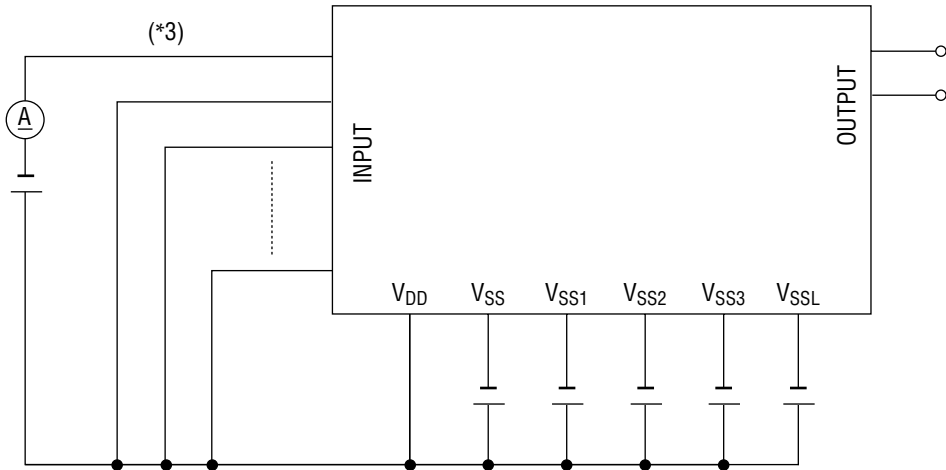 (*3)
A
INPUT
OUTPUT
VDD VSS VSS1 VSS2 VSS3 VSSL